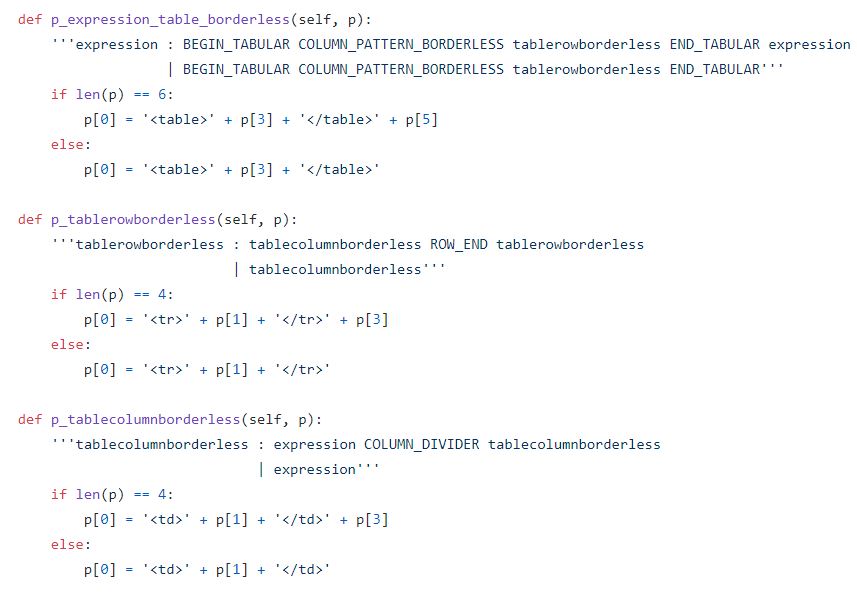 def p_expression_table_borderless(self, p):
    '''expression : BEGIN_TABULAR COLUMN_PATTERN_BORDERLESS tablerowborderless END_TABULAR expression
                  | BEGIN_TABULAR COLUMN_PATTERN_BORDERLESS tablerowborderless END_TABULAR'''
    if len(p) == 6:
        p[0] = '<table>' + p[3] + '</table>' + p[5]
    else:
        p[0] = '<table>' + p[3] + '</table>'

def p_tablerowborderless(self, p):
    '''tablerowborderless : tablecolumnborderless ROW_END tablerowborderless
                          | tablecolumnborderless'''
    if len(p) == 4:
        p[0] = '<tr>' + p[1] + '</tr>' + p[3]
    else:
        p[0] = '<tr>' + p[1] + '</tr>'

def p_tablecolumnborderless(self, p):
    '''tablecolumnborderless : expression COLUMN_DIVIDER tablecolumnborderless
                             | expression'''
    if len(p) == 4:
        p[0] = '<td>' + p[1] + '</td>' + p[3]
    else:
        p[0] = '<td>' + p[1] + '</td>'